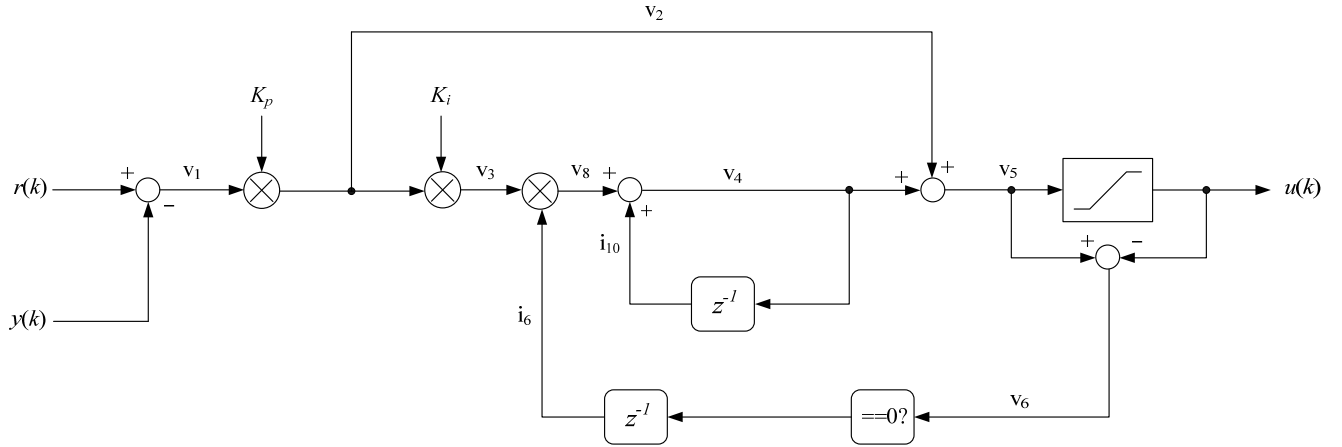 v₂
Kₚ
Kᵢ
+
v₁
v₃
v₈
+
v₄
+
+
v₅
r(k)
−
+
u(k)
i₁₀
+
−
z⁻¹
y(k)
i₆
z⁻¹
==0?
v₆